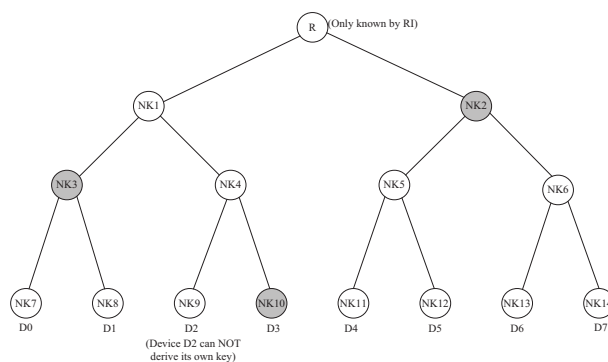 R (Only known by RI)
NK1 NK2
NK3 NK4 NK5 NK6
NK7 NK8 NK9 NK10 NK11 NK12 NK13 NK14
D0 D1 D2 D3 D4 D5 D6 D7
(Device D2 can NOT
derive its own key)